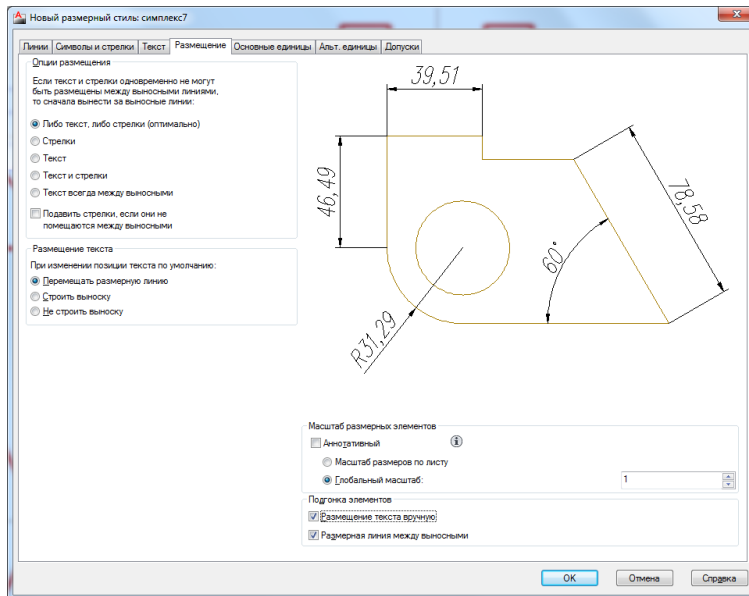 Новый размерный стиль: симплекс7
Линии Символы и стрелки Текст Размещение Основные единицы Альт. единицы Допуски
Опции размещения
Если текст и стрелки одновременно не могут
быть размещены между выносными линиями,
то сначала вынести за выносные линии:
Либо текст, либо стрелки (оптимально)
Стрелки
Текст
Текст и стрелки
Текст всегда между выносными
Подавить стрелки, если они не
помещаются между выносными
Размещение текста
При изменении позиции текста по умолчанию:
Перемещать размерную линию
Строить выноску
Не строить выноску
39,51
46,49
78,58
60°
R31,29
Масштаб размерных элементов
Аннотативный
Масштаб размеров по листу
Глобальный масштаб: 1
Подгонка элементов
Размещение текста вручную
Размерная линия между выносными
OK Отмена Справка